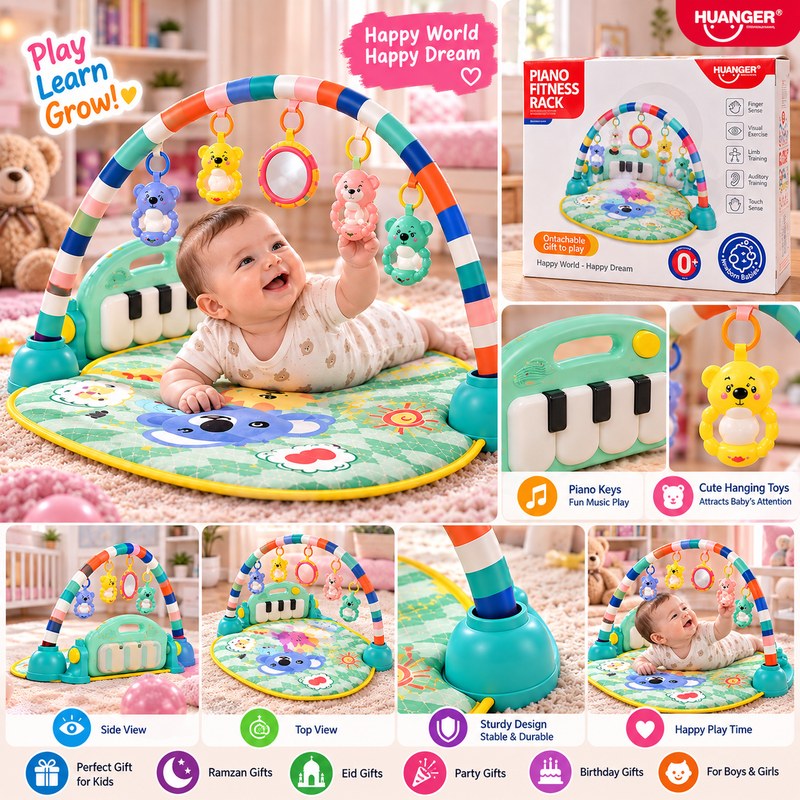 Play
Learn
Grow!
Happy World
Happy Dream
HUANGER®
PIANO
FITNESS
RACK
HUANGER®
Finger
Sense
Visual
Exercise
Limb
Training
Auditory
Training
Touch
Sense
Ontachable
Gift to play
Happy World - Happy Dream
0+
Newborn Babies
Piano Keys
Fun Music Play
Cute Hanging Toys
Attracts Baby's Attention
Side View
Top View
Sturdy Design
Stable & Durable
Happy Play Time
Perfect Gift
for Kids
Ramzan Gifts
Eid Gifts
Party Gifts
Birthday Gifts
For Boys & Girls